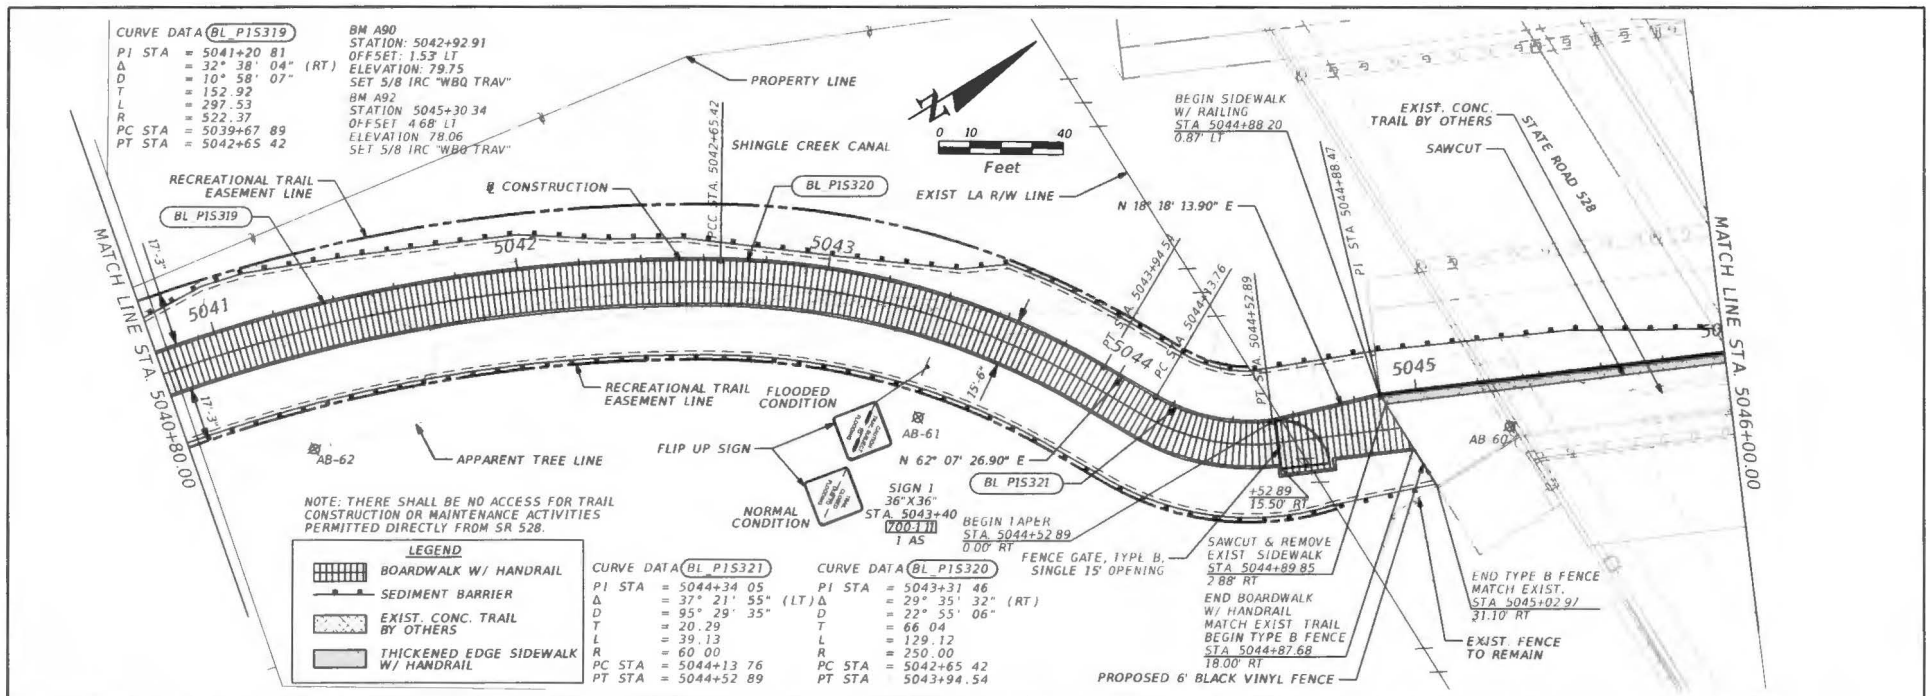 CURVE DATA BL_P1S319
PI STA = 5041+20 81
Δ = 32° 38' 04" (RT)
D = 10° 58' 07"
T = 152.92
L = 297.53
R = 522.37
PC STA = 5039+67 89
PT STA = 5042+65 42
BM A90
STATION: 5042+92.91
OFFSET: 1.53' LT
ELEVATION: 79.75
SET 5/8 IRC "WBQ TRAV"
BM A92
STATION 5045+30 34
OFFSET 4 68' LT
ELEVATION 78.06
SET 5/8 IRC "WBQ TRAV"
PROPERTY LINE
N
0 10 40
Feet
SHINGLE CREEK CANAL
PCC STA. 5042+65.42
RECREATIONAL TRAIL
EASEMENT LINE
℄ CONSTRUCTION
BL P1S320
BL P1S319
EXIST LA R/W LINE
BEGIN SIDEWALK
W/ RAILING
STA 5044+88 20
0.87' LT
EXIST. CONC.
TRAIL BY OTHERS
SAWCUT
STATE ROAD 528
N 18° 18' 13.90" E
PI STA 5044+88.47
MATCH LINE STA. 5040+80.00
MATCH LINE STA. 5046+00.00
17'-3"
17'-3"
15'-6"
5041
5042
5043
5044
5045
50
PT STA. 5043+94.54
PC STA 5044+13.76
PT STA. 5044+52.89
RECREATIONAL TRAIL
EASEMENT LINE
FLOODED
CONDITION
FLIP UP SIGN
NORMAL
CONDITION
AB-62
AB-61
AB-60
APPARENT TREE LINE
N 62° 07' 26.90" E
BL P1S321
SIGN 1
36"X36"
STA. 5043+40
700-1 11
1 AS
BEGIN TAPER
STA. 5044+52 89
0 00' RT
+52 89
15.50' RT
FENCE GATE, TYPE B,
SINGLE 15' OPENING
SAWCUT & REMOVE
EXIST SIDEWALK
STA 5044+89.85
2 88' RT
END BOARDWALK
W/ HANDRAIL
MATCH EXIST TRAIL
BEGIN TYPE B FENCE
STA 5044+87.68
18.00' RT
END TYPE B FENCE
MATCH EXIST.
STA 5045+02.97
31.10' RT
EXIST. FENCE
TO REMAIN
PROPOSED 6' BLACK VINYL FENCE
NOTE: THERE SHALL BE NO ACCESS FOR TRAIL
CONSTRUCTION OR MAINTENANCE ACTIVITIES
PERMITTED DIRECTLY FROM SR 528.
LEGEND
BOARDWALK W/ HANDRAIL
SEDIMENT BARRIER
EXIST. CONC. TRAIL
BY OTHERS
THICKENED EDGE SIDEWALK
W/ HANDRAIL
CURVE DATA BL_P1S321
PI STA = 5044+34 05
Δ = 37° 21' 55" (LT)
D = 95° 29' 35"
T = 20.29
L = 39.13
R = 60 00
PC STA = 5044+13 76
PT STA = 5044+52 89
CURVE DATA BL_P1S320
PI STA = 5043+31 46
Δ = 29° 35' 32" (RT)
D = 22° 55' 06"
T = 66 04
L = 129.12
R = 250.00
PC STA = 5042+65 42
PT STA = 5043+94.54